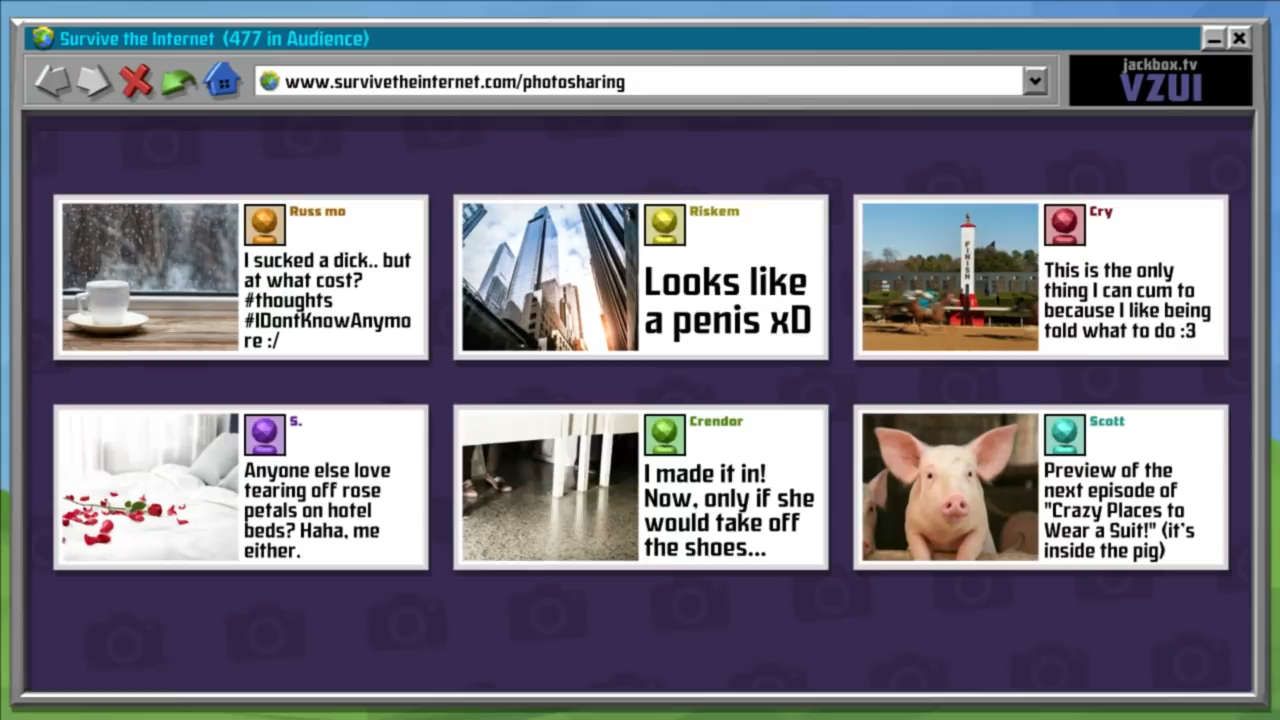 Survive the Internet (477 in Audience)
www.survivetheinternet.com/photosharing
jackbox.tv
VZUI
Russ mo
I sucked a dick.. but
at what cost?
#thoughts
#IDontKnowAnymo
re :/
Riskem
Looks like
a penis xD
Cry
FINISH
This is the only
thing I can cum to
because I like being
told what to do :3
S.
Anyone else love
tearing off rose
petals on hotel
beds? Haha, me
either.
Crendor
I made it in!
Now, only if she
would take off
the shoes...
Scott
Preview of the
next episode of
"Crazy Places to
Wear a Suit!" (it's
inside the pig)